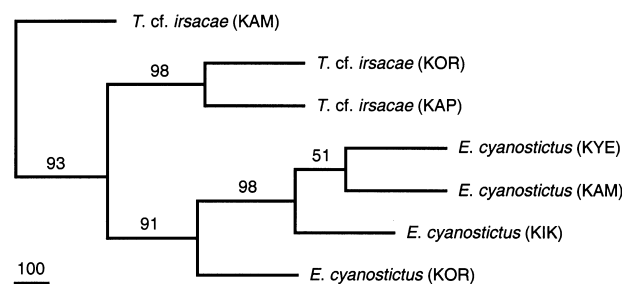 T. cf. irsacae (KAM)
98
T. cf. irsacae (KOR)
T. cf. irsacae (KAP)
93
51
E. cyanostictus (KYE)
98
E. cyanostictus (KAM)
91
E. cyanostictus (KIK)
100
E. cyanostictus (KOR)